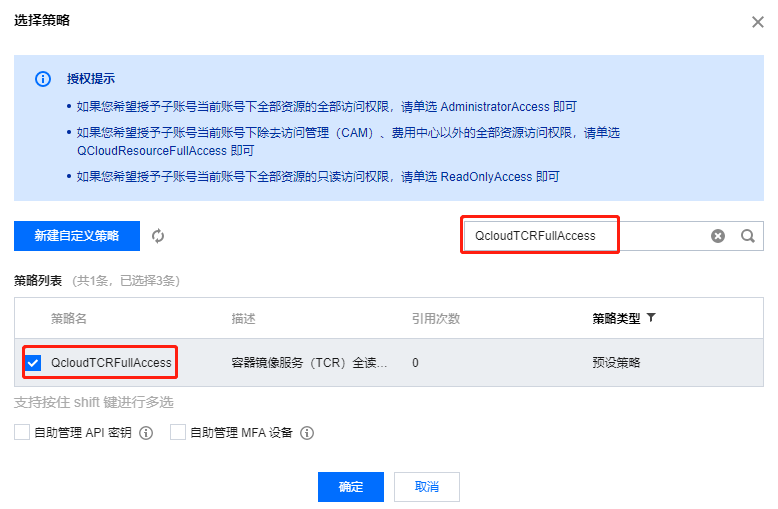 选择策略
授权提示
• 如果您希望授予子账号当前账号下全部资源的全部访问权限，请单选 AdministratorAccess 即可
• 如果您希望授予子账号当前账号下除去访问管理（CAM）、费用中心以外的全部资源访问权限，请单选
QCloudResourceFullAccess 即可
• 如果您希望授予子账号当前账号下全部资源的只读访问权限，请单选 ReadOnlyAccess 即可
新建自定义策略 QcloudTCRFullAccess
策略列表 （共1条，已选择3条）
策略名 描述 引用次数 策略类型
QcloudTCRFullAccess 容器镜像服务（TCR）全读... 0 预设策略
支持按住 shift 键进行多选
自助管理 API 密钥 自助管理 MFA 设备
确定 取消